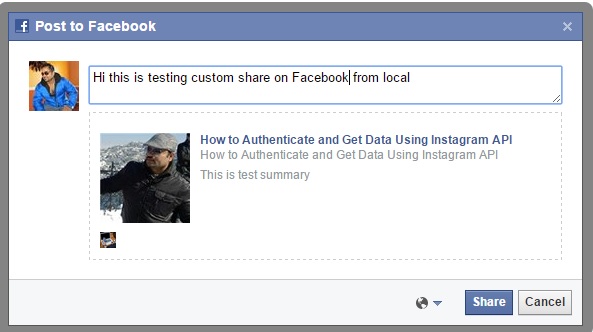 Post to Facebook
Hi this is testing custom share on Facebook from local
How to Authenticate and Get Data Using Instagram API
How to Authenticate and Get Data Using Instagram API
This is test summary
Share Cancel